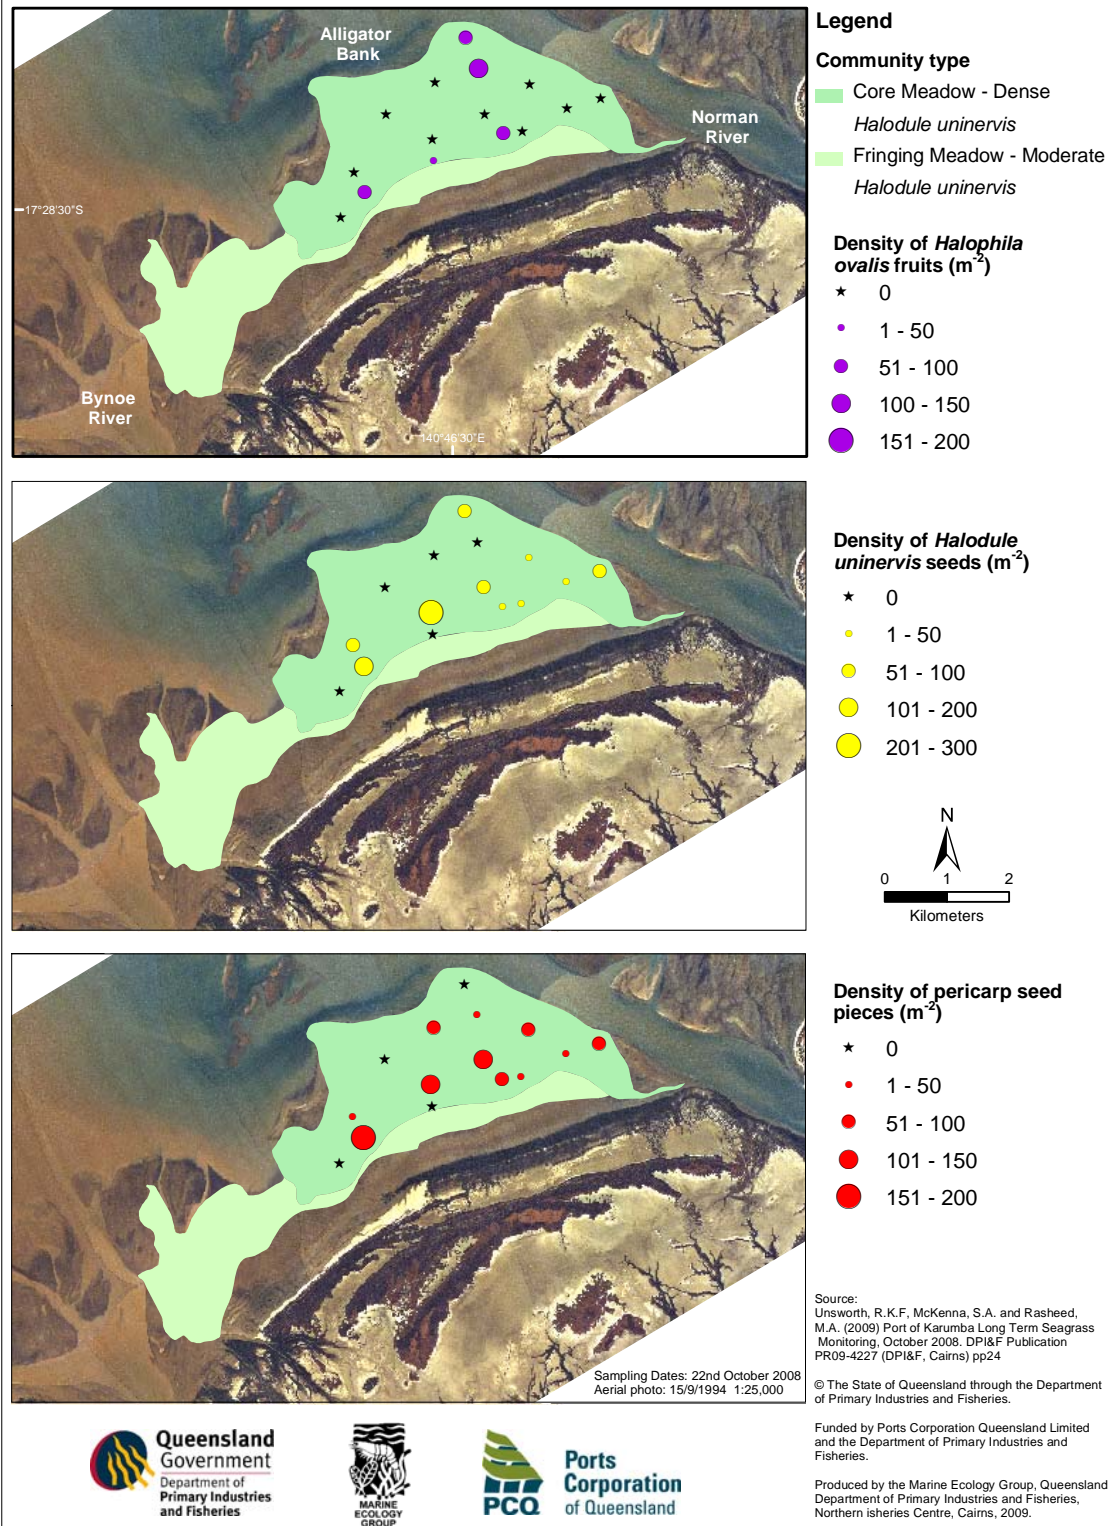 Alligator
Bank
Norman
River
17°28'30"S
Bynoe
River
140°46'30"E
Legend
Community type
Core Meadow - Dense
Halodule uninervis
Fringing Meadow - Moderate
Halodule uninervis
Density of Halophila
ovalis fruits (m-2)
0
1 - 50
51 - 100
100 - 150
151 - 200
Density of Halodule
uninervis seeds (m-2)
0
1 - 50
51 - 100
101 - 200
201 - 300
N
0 1 2
Kilometers
Density of pericarp seed
pieces (m-2)
0
1 - 50
51 - 100
101 - 150
151 - 200
Sampling Dates: 22nd October 2008
Aerial photo: 15/9/1994 1:25,000
Source:
Unsworth, R.K.F, McKenna, S.A. and Rasheed,
M.A. (2009) Port of Karumba Long Term Seagrass
Monitoring, October 2008. DPI&F Publication
PR09-4227 (DPI&F, Cairns) pp24
© The State of Queensland through the Department
of Primary Industries and Fisheries.
Funded by Ports Corporation Queensland Limited
and the Department of Primary Industries and
Fisheries.
Produced by the Marine Ecology Group, Queensland
Department of Primary Industries and Fisheries,
Northern isheries Centre, Cairns, 2009.
Queensland
Government
Department of
Primary Industries
and Fisheries
MARINE
ECOLOGY
GROUP
PCQ
Ports
Corporation
of Queensland